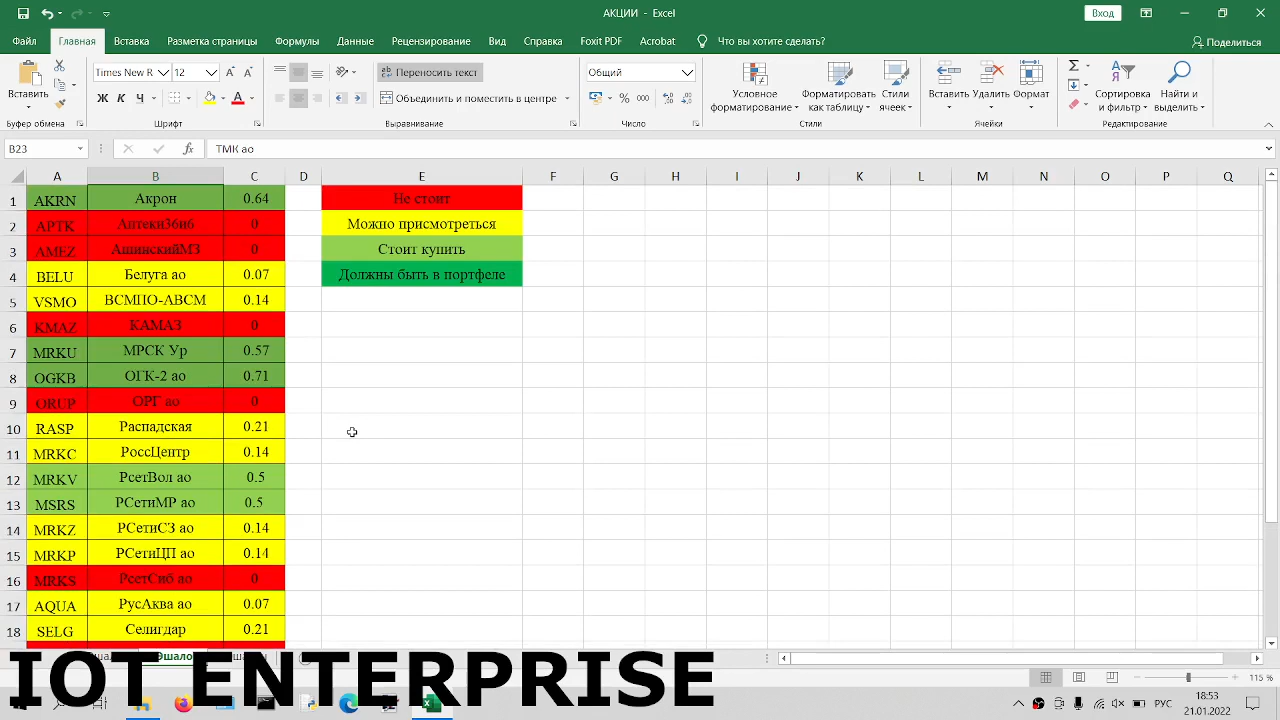 АКЦИИ - Excel
Вход
Файл Главная Вставка Рисование Разметка страницы Формулы Данные Рецензирование Вид Справка Foxit PDF Acrobat Что вы хотите сделать?
Поделиться
Вставить
Times New R 12
Ж К Ч
Переносить текст
Объединить и поместить в центре
Общий
% 000
Условное форматирование
Форматировать как таблицу
Стили ячеек
Вставить Удалить Формат
Сортировка и фильтр
Найти и выделить
Буфер обмена Шрифт Выравнивание Число Стили Ячейки Редактирование
B23 fx ТМК ао
A B C D E F G H I J K L M N O P Q
1 AKRN Акрон 0.64 Не стоит
2 APTK Аптеки36и6 0 Можно присмотреться
3 AMEZ АшинскийМЗ 0 Стоит купить
4 BELU Белуга ао 0.07 Должны быть в портфеле
5 VSMO ВСМПО-АВСМ 0.14
6 KMAZ КАМАЗ 0
7 MRKU МРСК Ур 0.57
8 OGKB ОГК-2 ао 0.71
9 ORUP ОРГ ао 0
10 RASP Распадская 0.21
11 MRKC РоссЦентр 0.14
12 MRKV РсетВол ао 0.5
13 MSRS РСетиМР ао 0.5
14 MRKZ РСетиСЗ ао 0.14
15 MRKP РСетиЦП ао 0.14
16 MRKS РсетСиб ао 0
17 AQUA РусАква ао 0.07
18 SELG Селигдар 0.21
115 %
IOT ENTERPRISE
РУС
18:53
21.01.2022